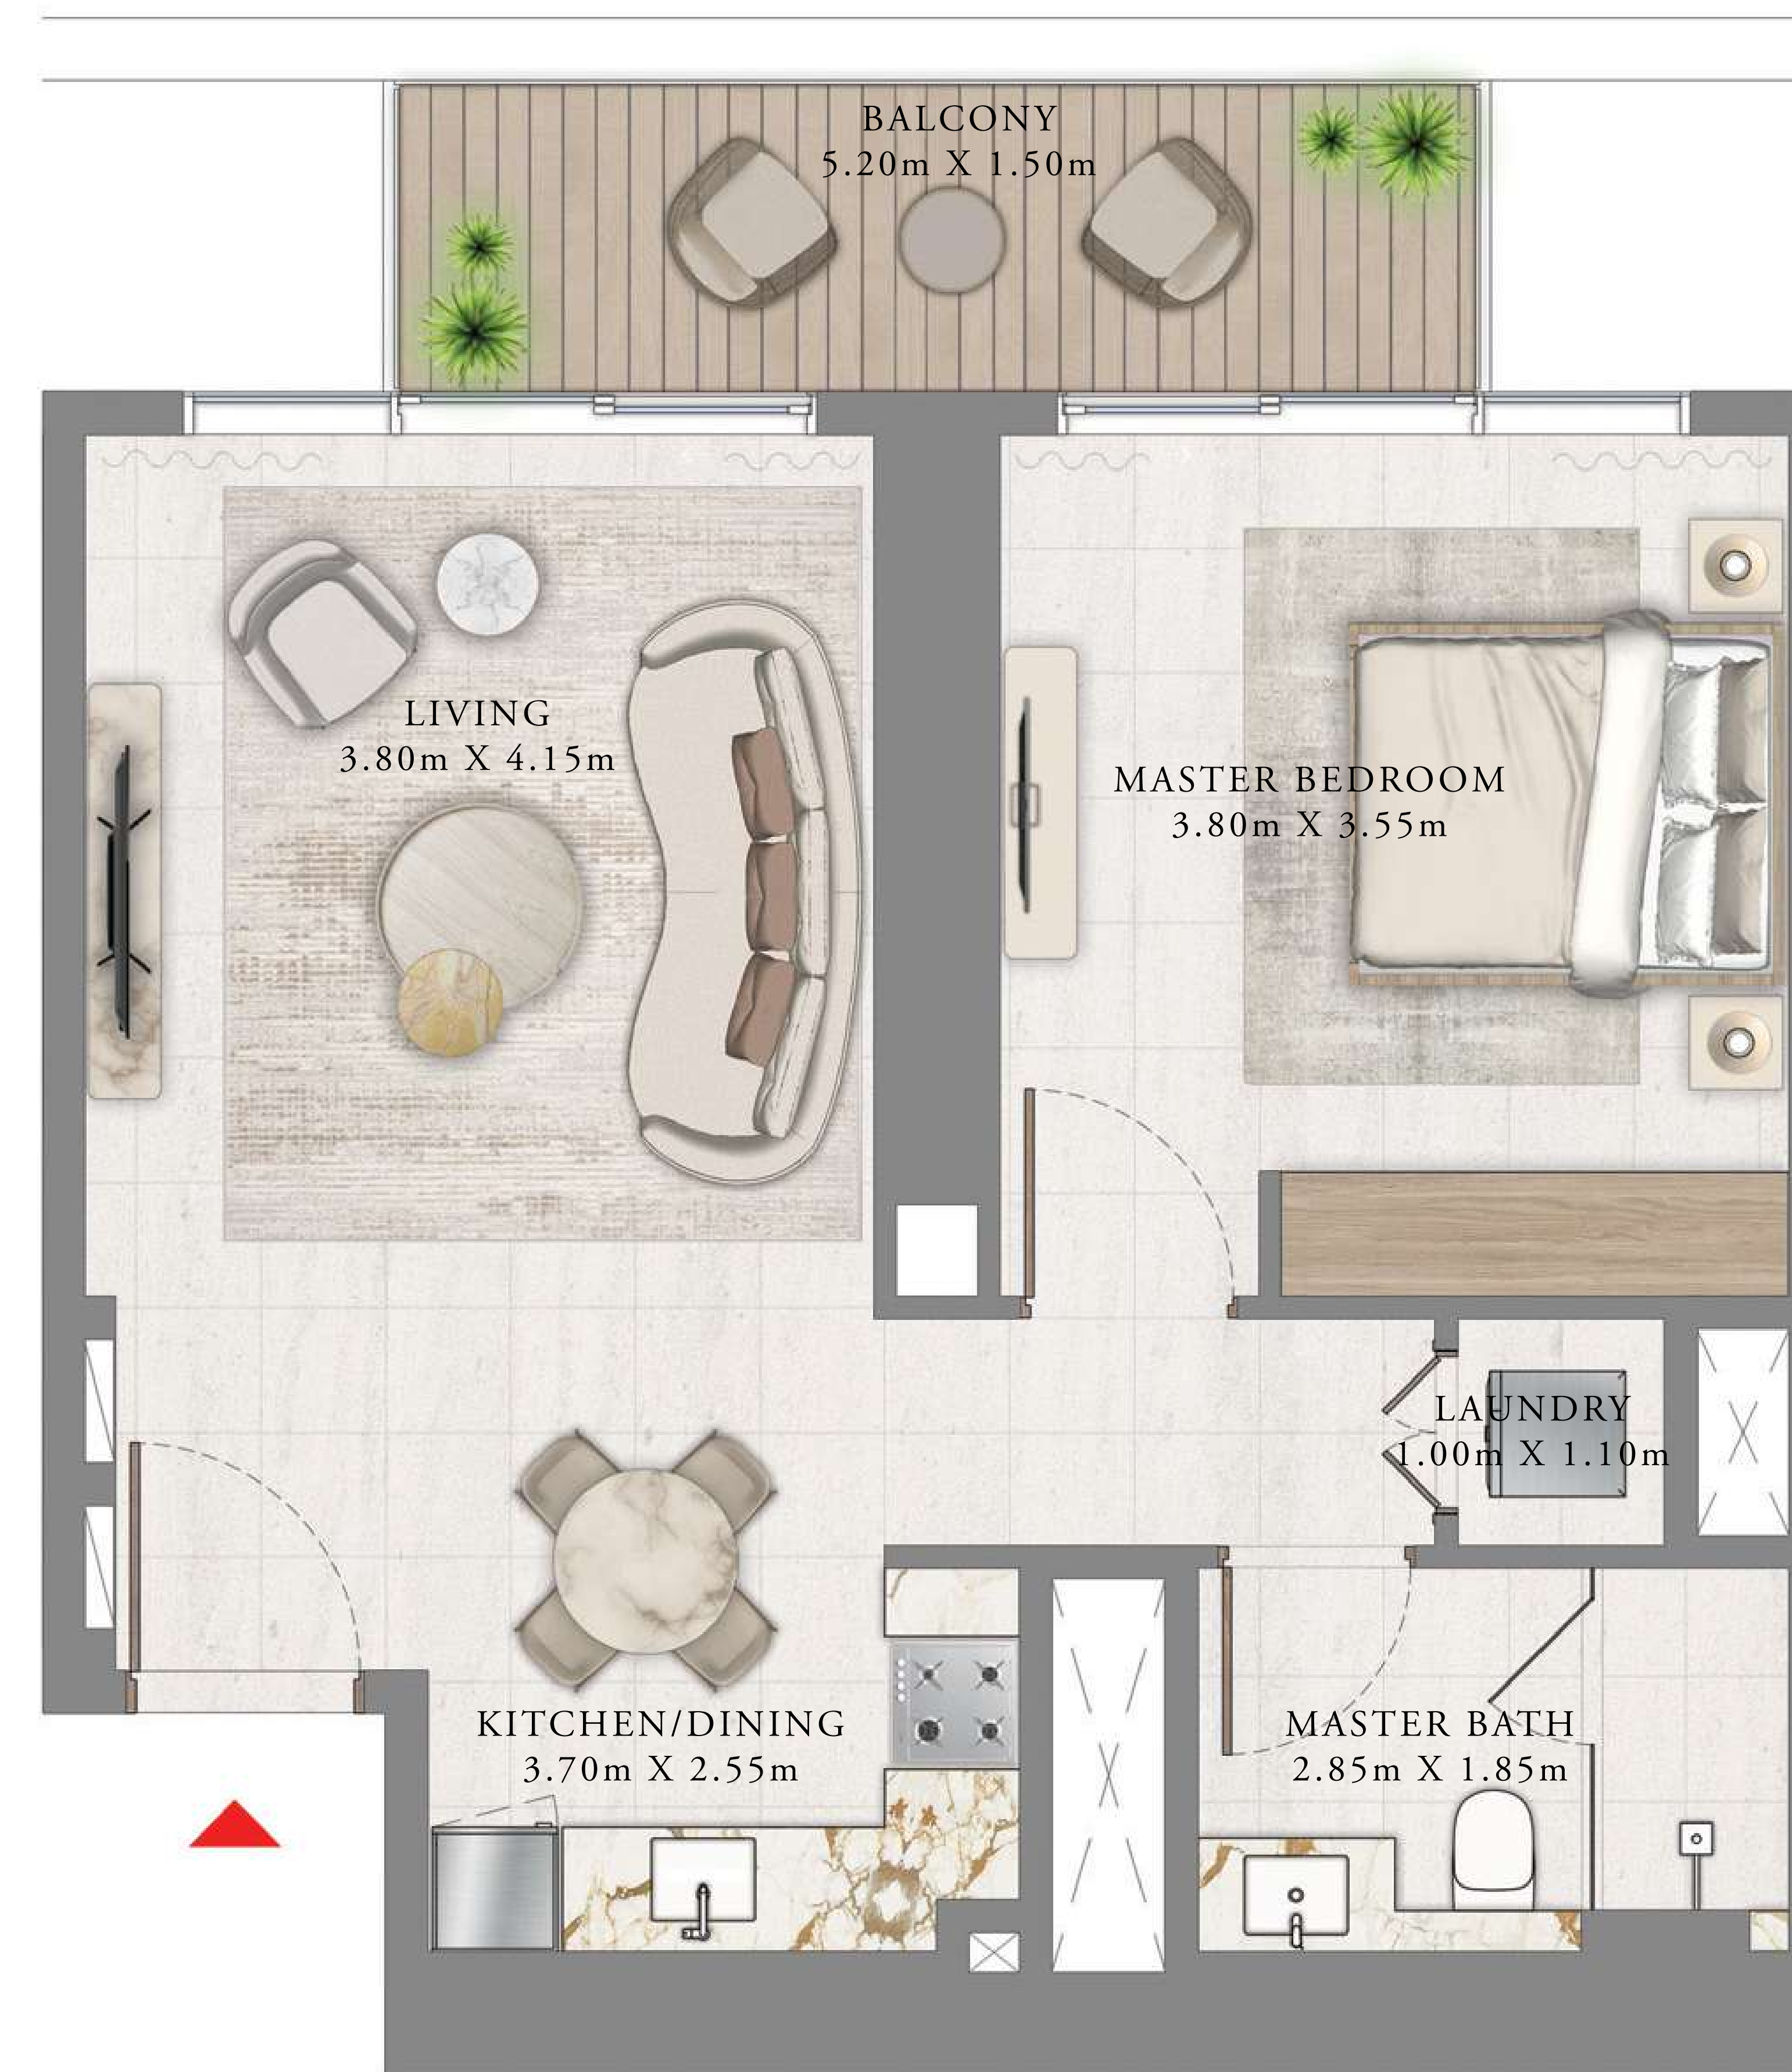 BALCONY
5.20m X 1.50m
LIVING
3.80m X 4.15m
MASTER BEDROOM
3.80m X 3.55m
LAUNDRY
1.00m X 1.10m
KITCHEN/DINING
3.70m X 2.55m
MASTER BATH
2.85m X 1.85m